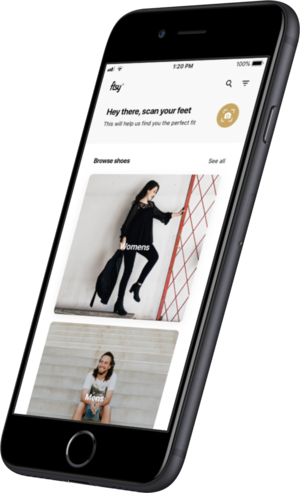 1:20 PM 100%
ftsy
Hey there, scan your feet
This will help us find you the perfect fit
Browse shoes See all
Womens
Mens